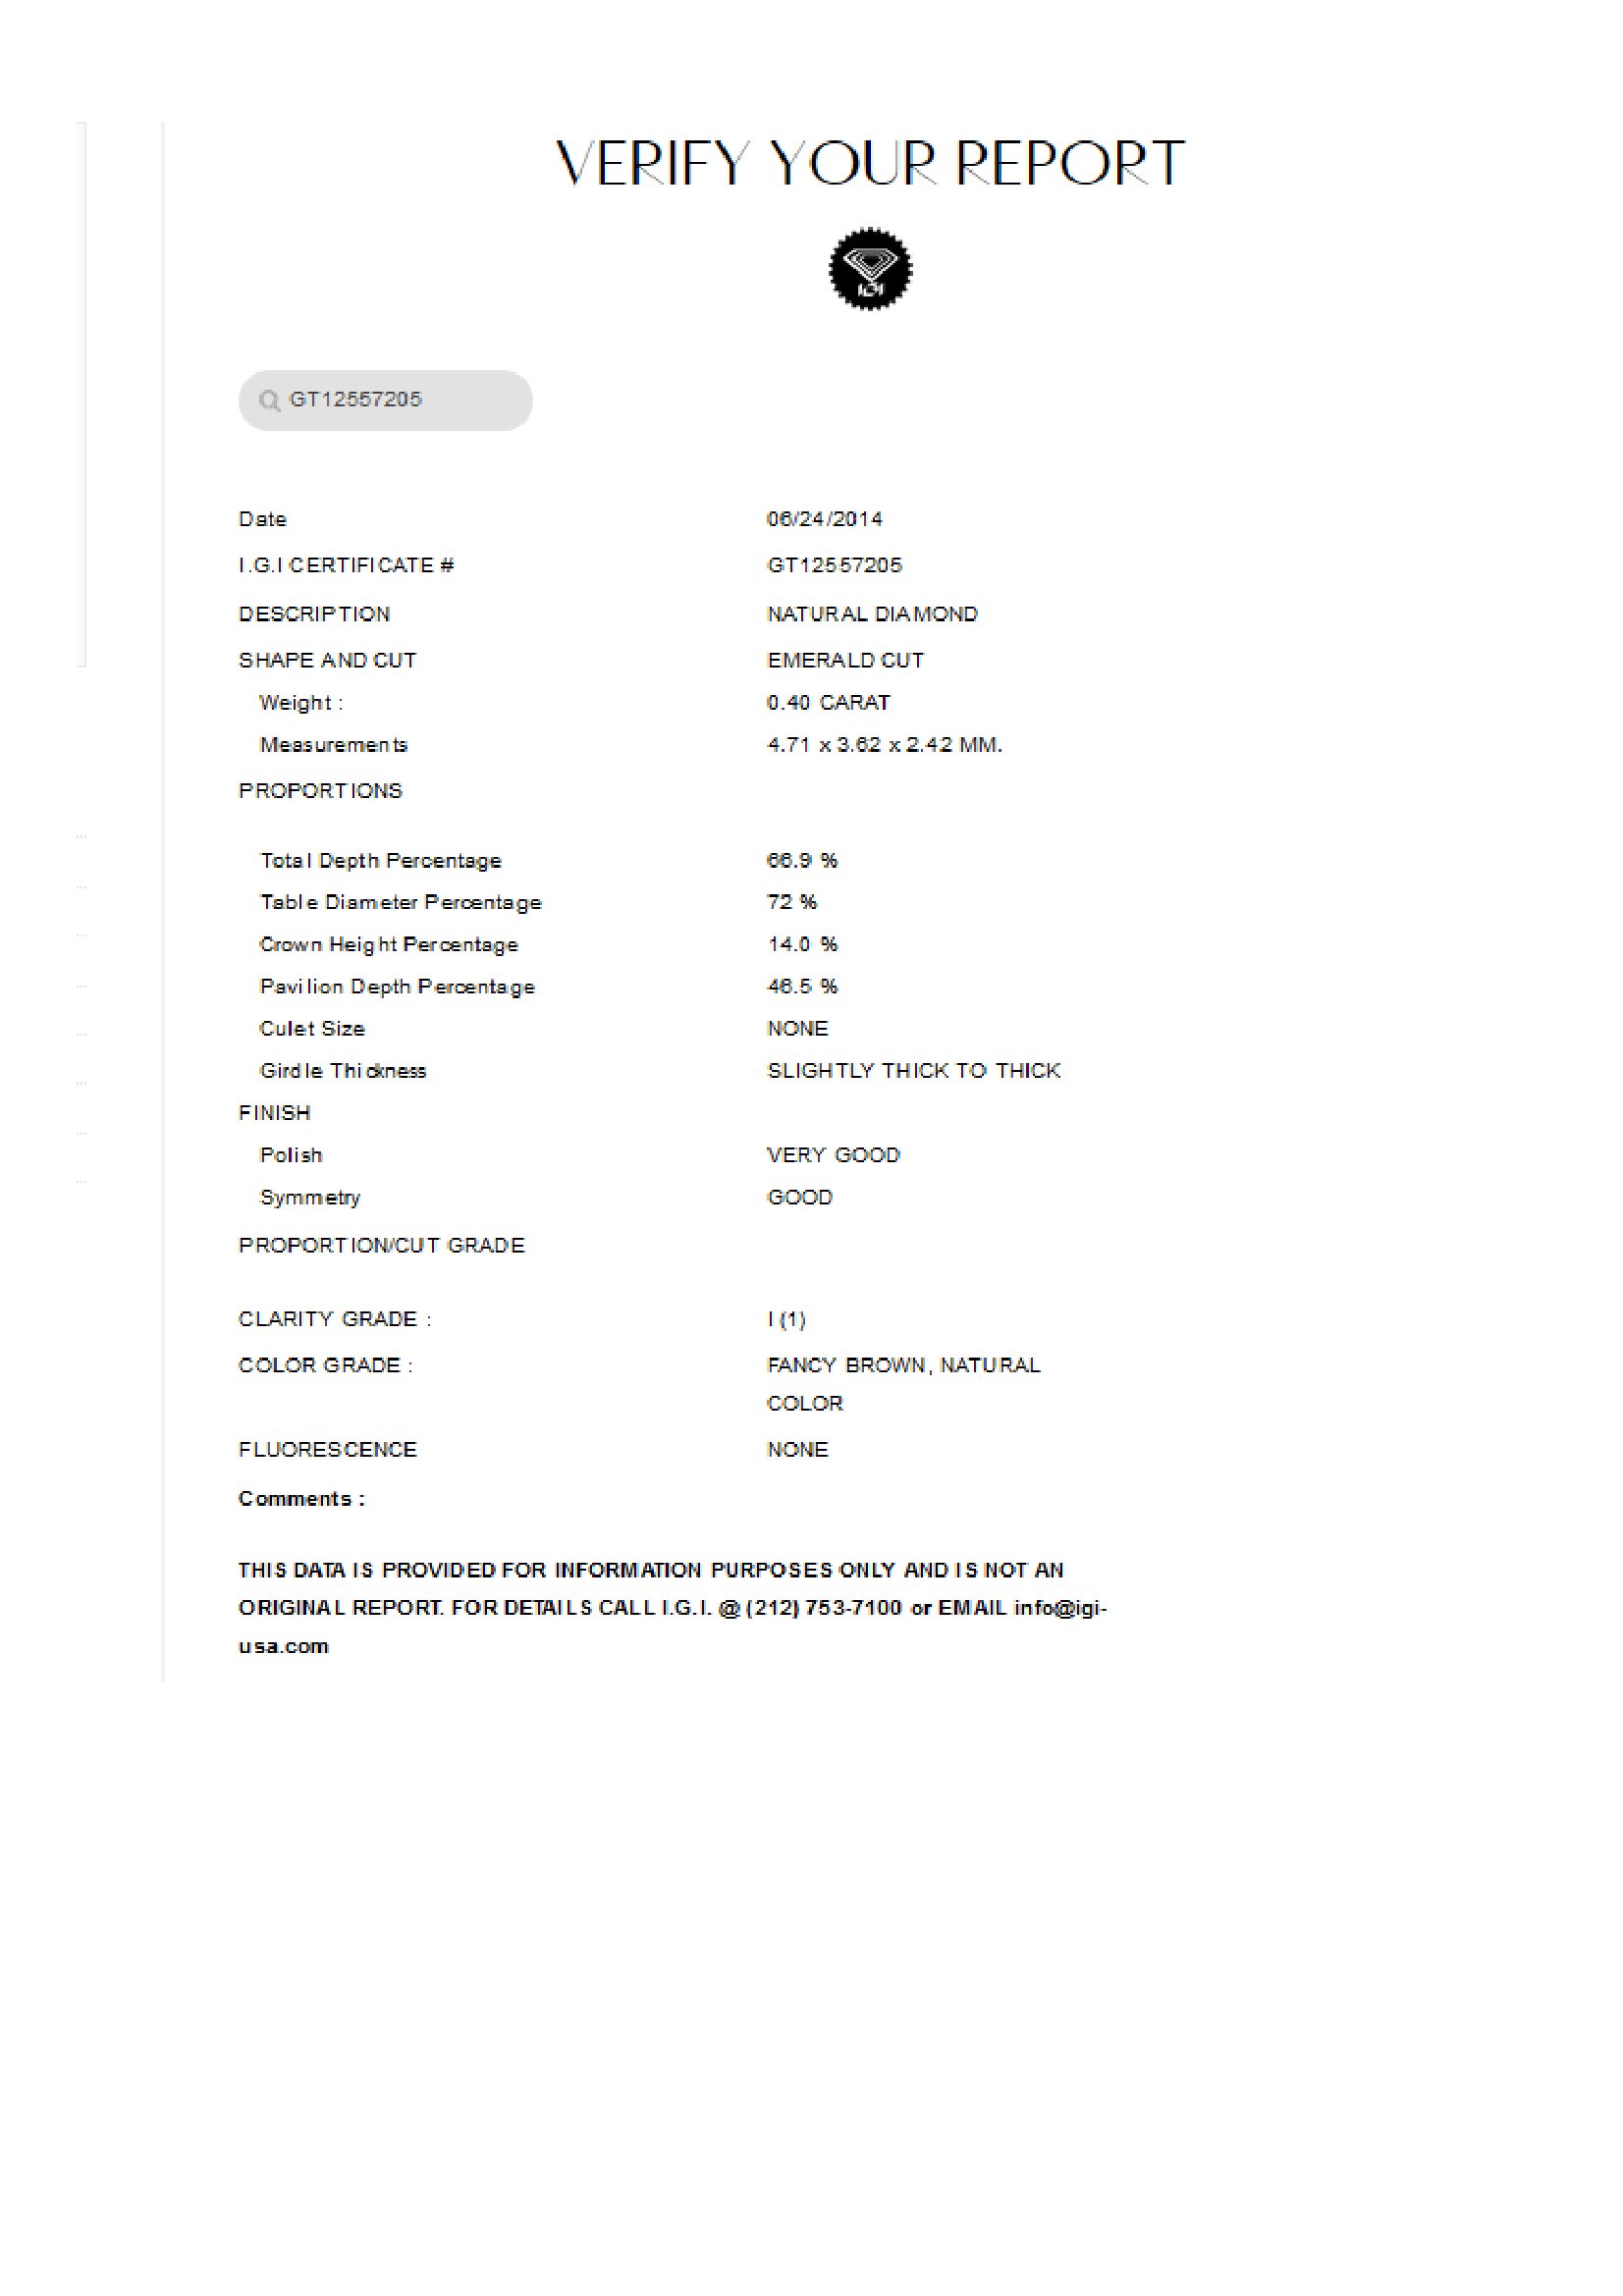 VERIFY YOUR REPORT
IGI
GT12557205
Date 06/24/2014
I.G.I CERTIFICATE # GT12557205
DESCRIPTION NATURAL DIAMOND
SHAPE AND CUT EMERALD CUT
Weight : 0.40 CARAT
Measurements 4.71 x 3.62 x 2.42 MM.
PROPORTIONS
Total Depth Percentage 66.9 %
Table Diameter Percentage 72 %
Crown Height Percentage 14.0 %
Pavilion Depth Percentage 46.5 %
Culet Size NONE
Girdle Thickness SLIGHTLY THICK TO THICK
FINISH
Polish VERY GOOD
Symmetry GOOD
PROPORTION/CUT GRADE
CLARITY GRADE : I (1)
COLOR GRADE : FANCY BROWN, NATURAL
COLOR
FLUORESCENCE NONE
Comments :
THIS DATA IS PROVIDED FOR INFORMATION PURPOSES ONLY AND IS NOT AN
ORIGINAL REPORT. FOR DETAILS CALL I.G.I. @ (212) 753-7100 or EMAIL info@igi-
usa.com